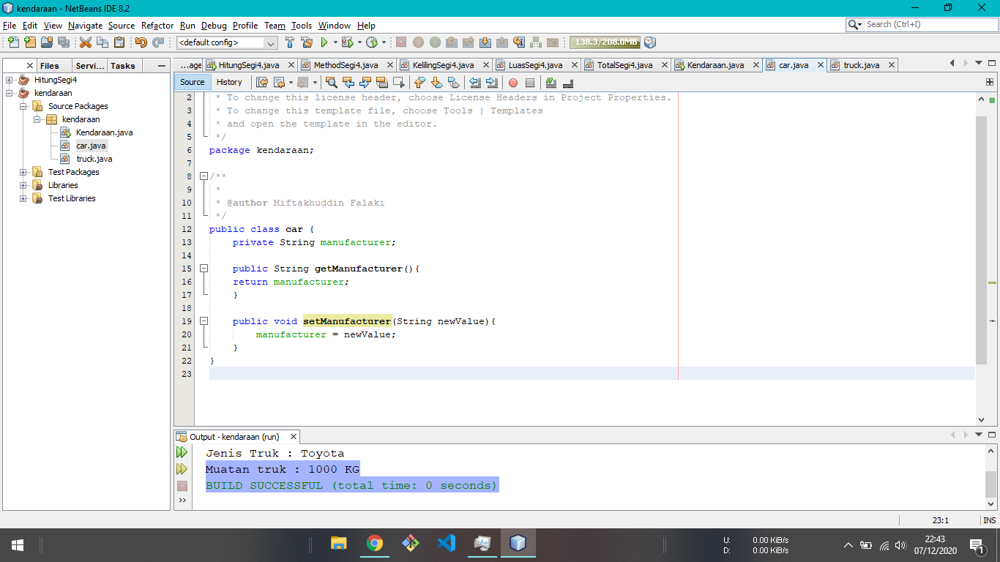 kendaraan - NetBeans IDE 8.2
File Edit View Navigate Source Refactor Run Debug Profile Team Tools Window Help
Search (Ctrl+I)
<default config>
138.3/208.0MB
Files Servi... Tasks
...age HitungSegi4.java MethodSegi4.java KelilingSegi4.java LuasSegi4.java TotalSegi4.java Kendaraan.java car.java truck.java
HitungSegi4
kendaraan
Source Packages
kendaraan
Kendaraan.java
car.java
truck.java
Test Packages
Libraries
Test Libraries
Source History
2 * To change this license header, choose License Headers in Project Properties.
3 * To change this template file, choose Tools | Templates
4 * and open the template in the editor.
5 */
6 package kendaraan;
7
8 /**
9 *
10 * @author Miftakhuddin Falaki
11 */
12 public class car {
13 private String manufacturer;
14
15 public String getManufacturer(){
16 return manufacturer;
17 }
18
19 public void setManufacturer(String newValue){
20 manufacturer = newValue;
21 }
22 }
23
Output - kendaraan (run)
Jenis Truk : Toyota
Muatan truk : 1000 KG
BUILD SUCCESSFUL (total time: 0 seconds)
23:1 INS
U: 0.00 KiB/s
D: 0.00 KiB/s
22:43
07/12/2020
1